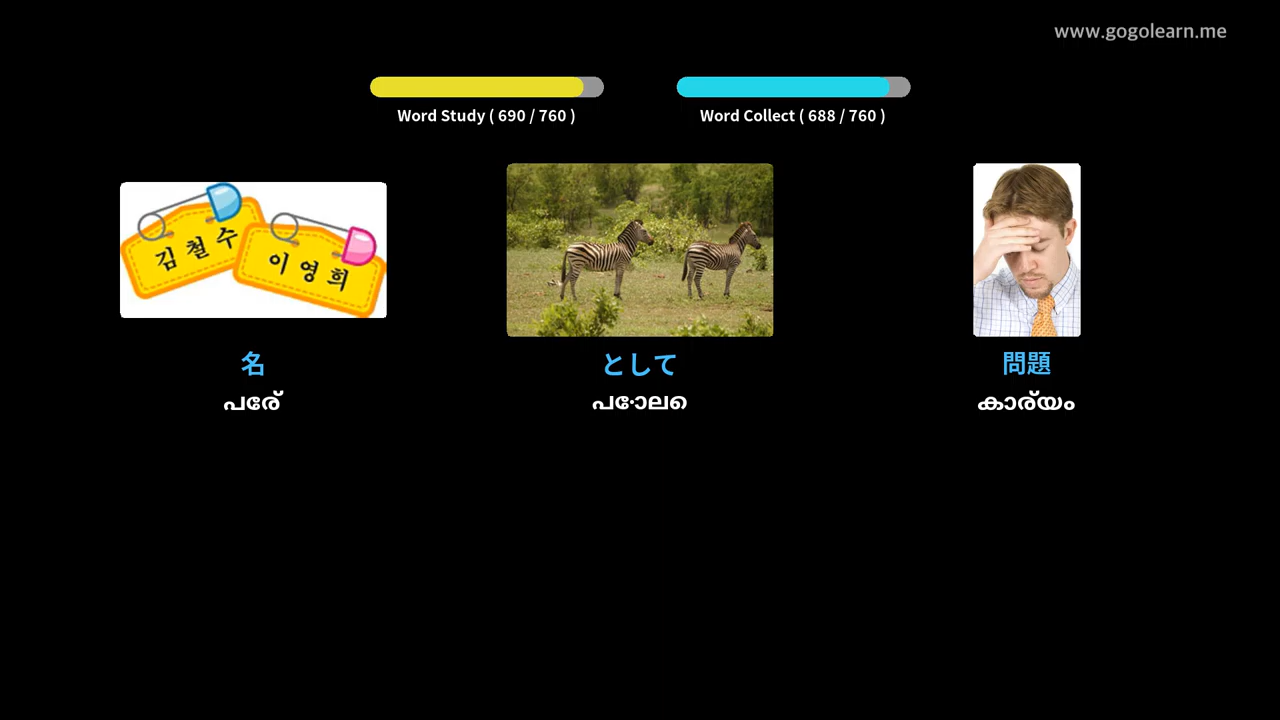 www.gogolearn.me
Word Study ( 690 / 760 )
Word Collect ( 688 / 760 )
김철수
이영희
名
として
問題
പേര്
പോലെ
കാര്യം